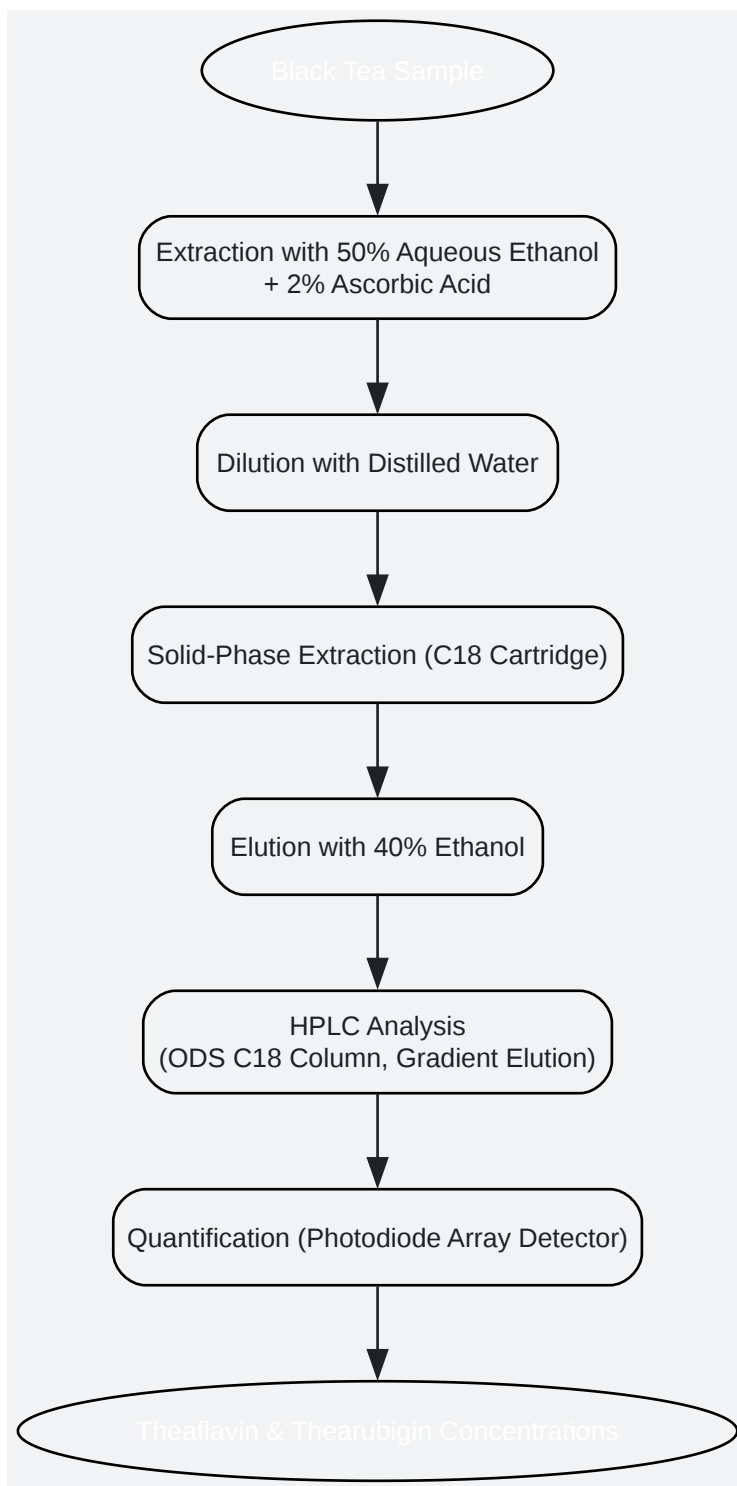 Black Tea Sample
Extraction with 50% Aqueous Ethanol
+ 2% Ascorbic Acid
Dilution with Distilled Water
Solid-Phase Extraction (C18 Cartridge)
Elution with 40% Ethanol
HPLC Analysis
(ODS C18 Column, Gradient Elution)
Quantification (Photodiode Array Detector)
Theaflavin & Thearubigin Concentrations